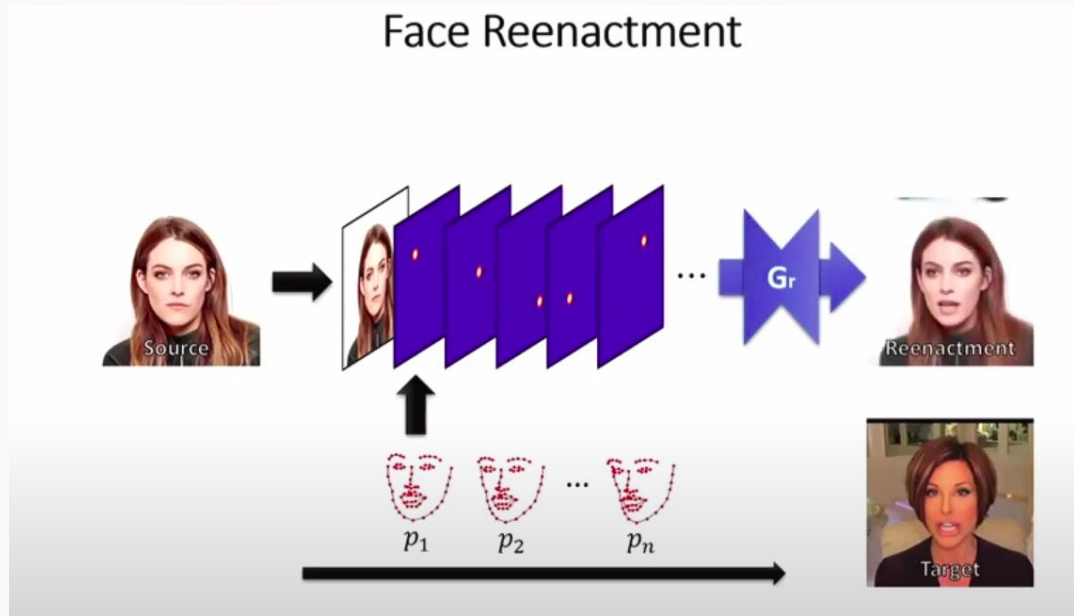 Face Reenactment
Source
...
Gr
Reenactment
...
p1
p2
pn
Target